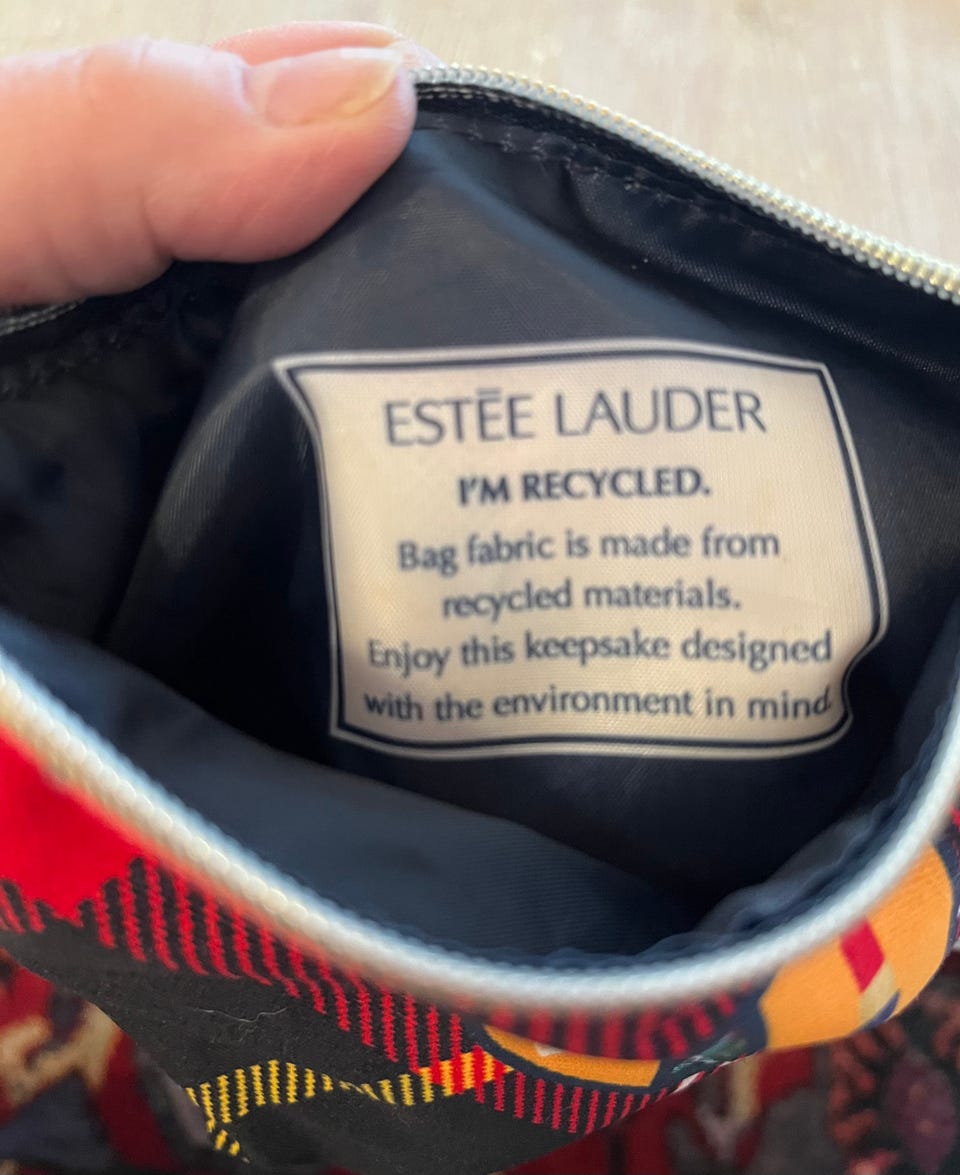 ESTĒE LAUDER
I'M RECYCLED.
Bag fabric is made from
recycled materials.
Enjoy this keepsake designed
with the environment in mind.